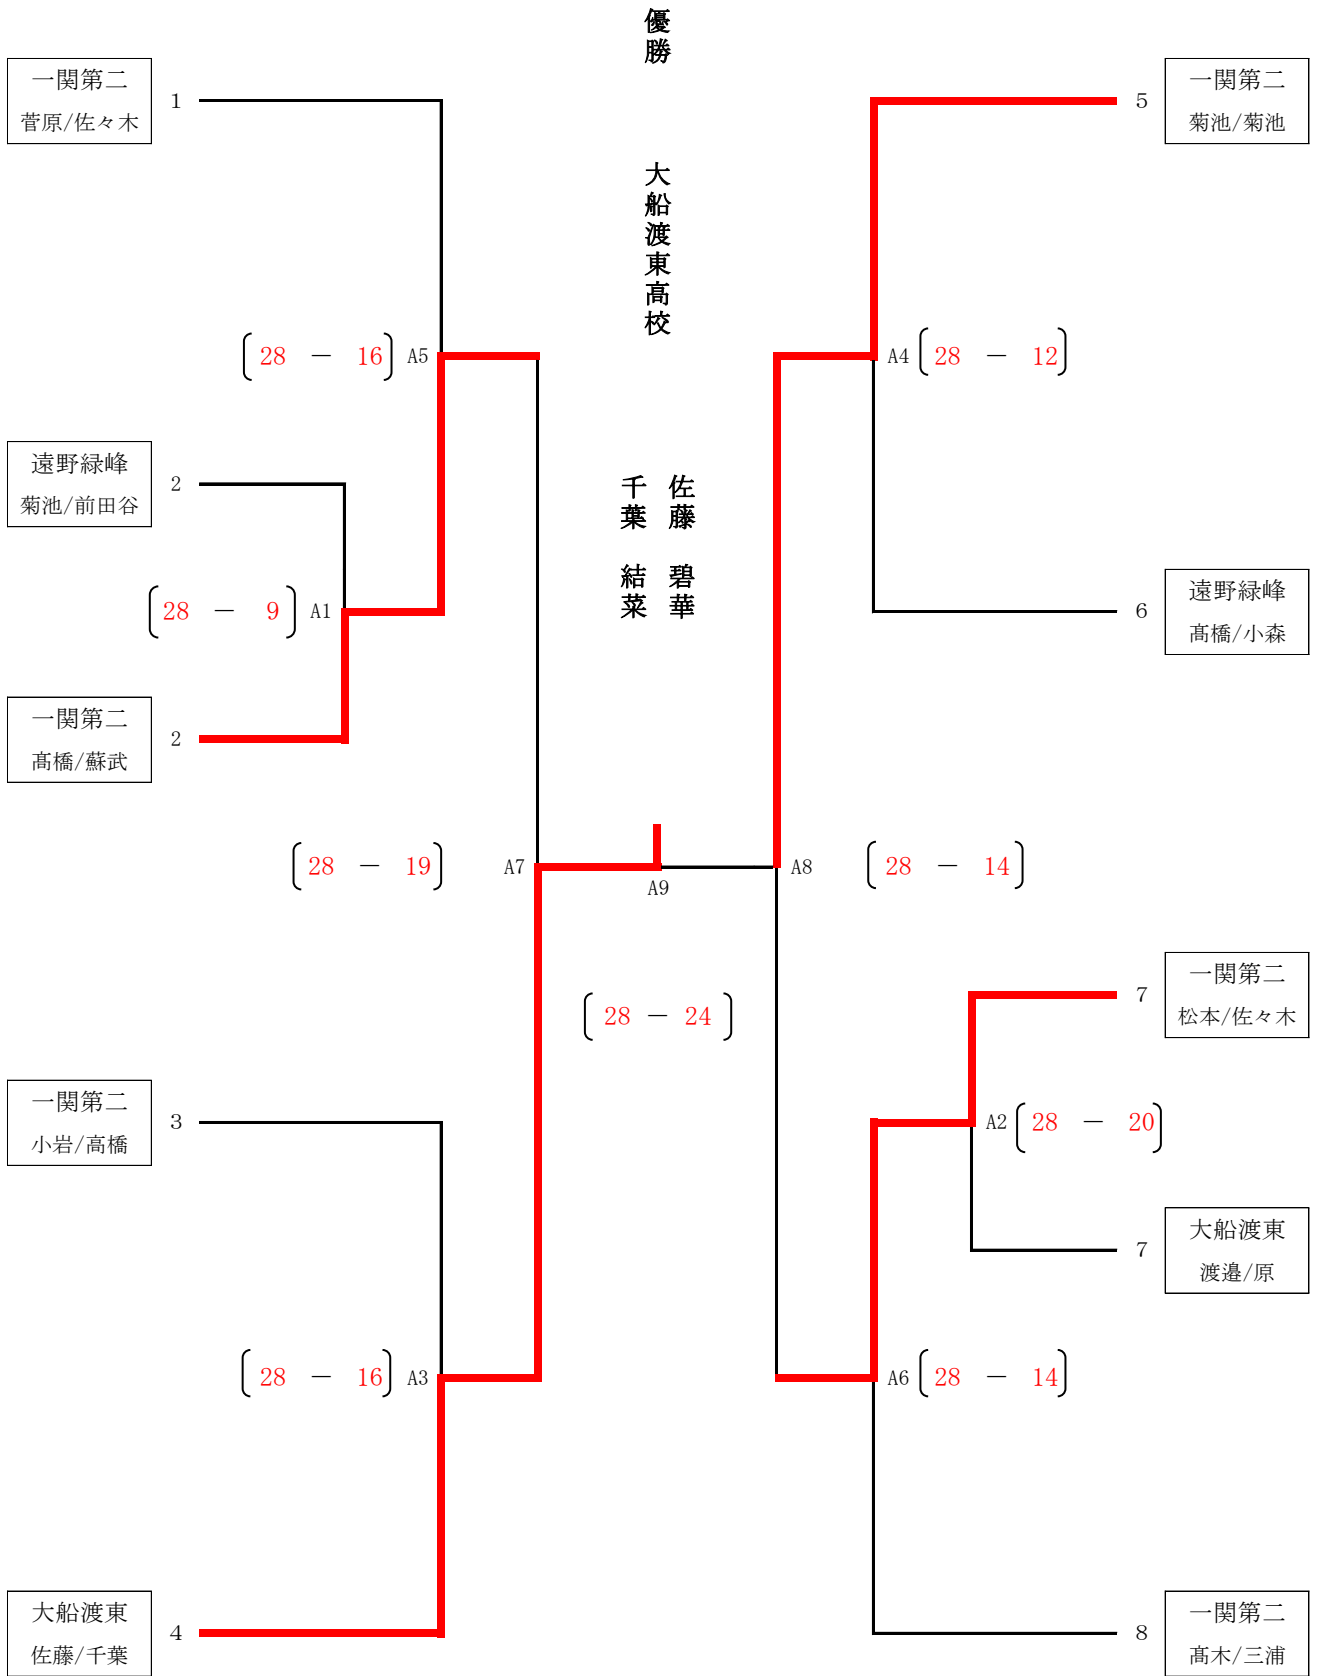 優勝
大船渡東高校
佐藤　碧華
千葉　結菜
一関第二
菅原/佐々木
1
遠野緑峰
菊池/前田谷
2
一関第二
髙橋/蘇武
2
一関第二
小岩/高橋
3
大船渡東
佐藤/千葉
4
28 － 16 A5
28 － 9 A1
28 － 19 A7
28 － 16 A3
A9
28 － 24
5
一関第二
菊池/菊池
A4 28 － 12
6
遠野緑峰
髙橋/小森
A8 28 － 14
7
一関第二
松本/佐々木
A2 28 － 20
7
大船渡東
渡邉/原
A6 28 － 14
8
一関第二
髙木/三浦